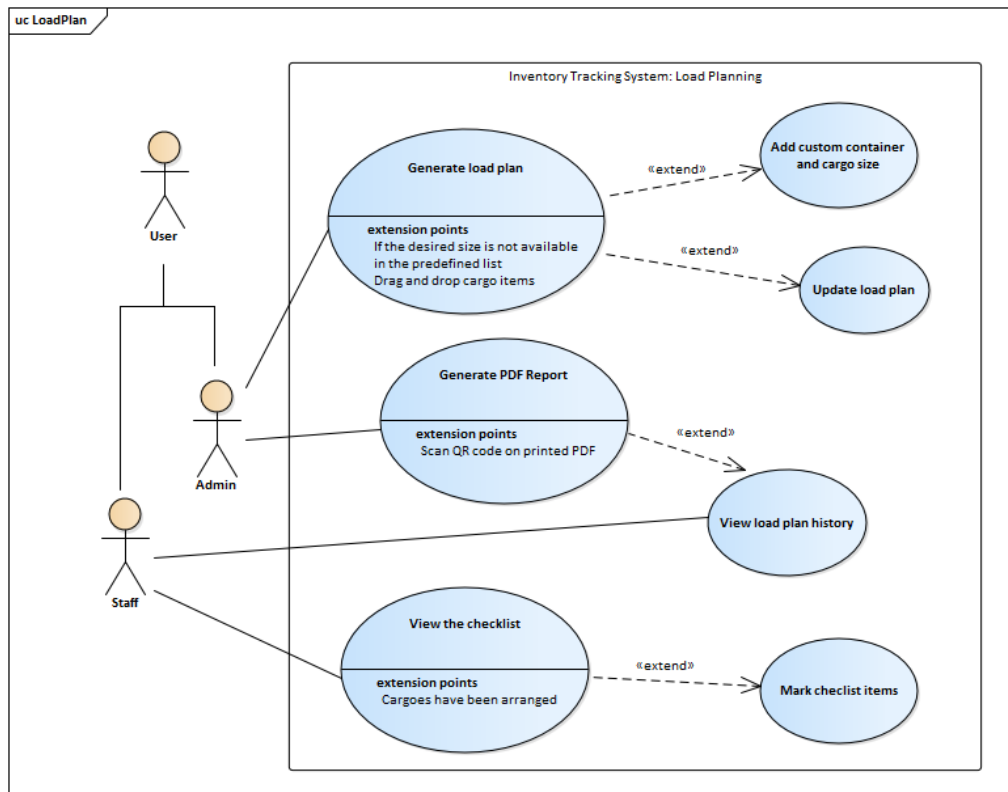 uc LoadPlan
Inventory Tracking System: Load Planning
User
Admin
Staff
Generate load plan
extension points
If the desired size is not available
in the predefined list
Drag and drop cargo items
«extend»
Add custom container
and cargo size
«extend»
Update load plan
Generate PDF Report
extension points
Scan QR code on printed PDF
«extend»
View load plan history
View the checklist
extension points
Cargoes have been arranged
«extend»
Mark checlist items